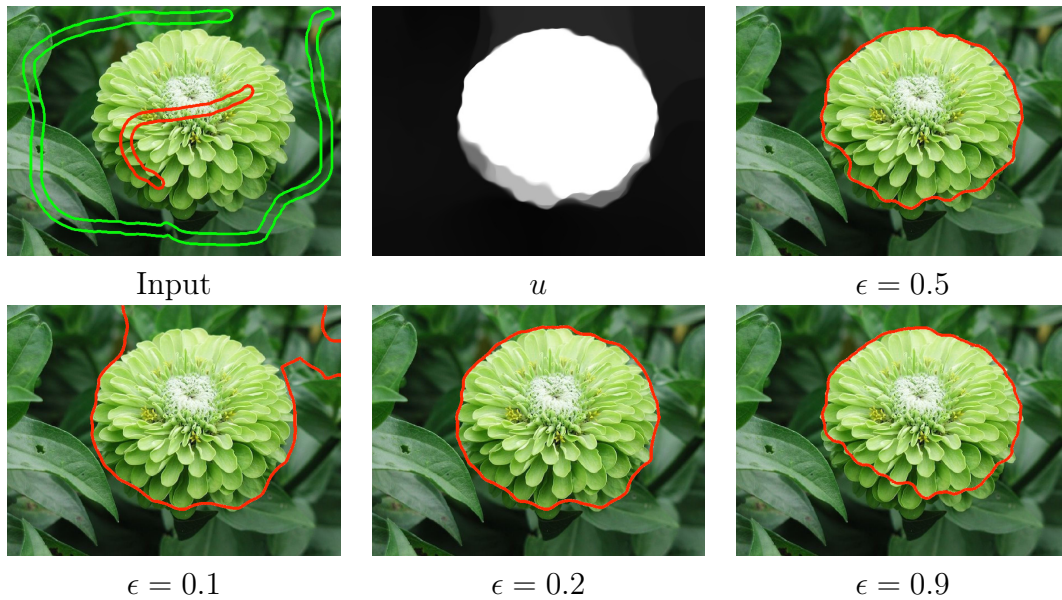 Input
u
ϵ = 0.5
ϵ = 0.1
ϵ = 0.2
ϵ = 0.9